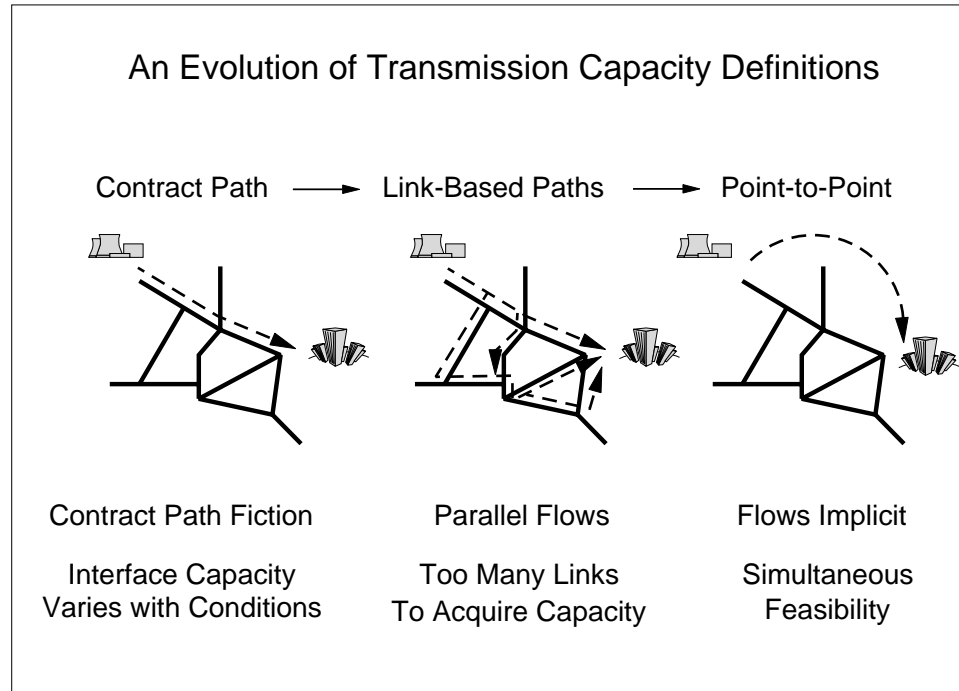 An Evolution of Transmission Capacity Definitions
Contract Path
Link-Based Paths
Point-to-Point
Contract Path Fiction
Parallel Flows
Flows Implicit
Interface Capacity
Varies with Conditions
Too Many Links
To Acquire Capacity
Simultaneous
Feasibility